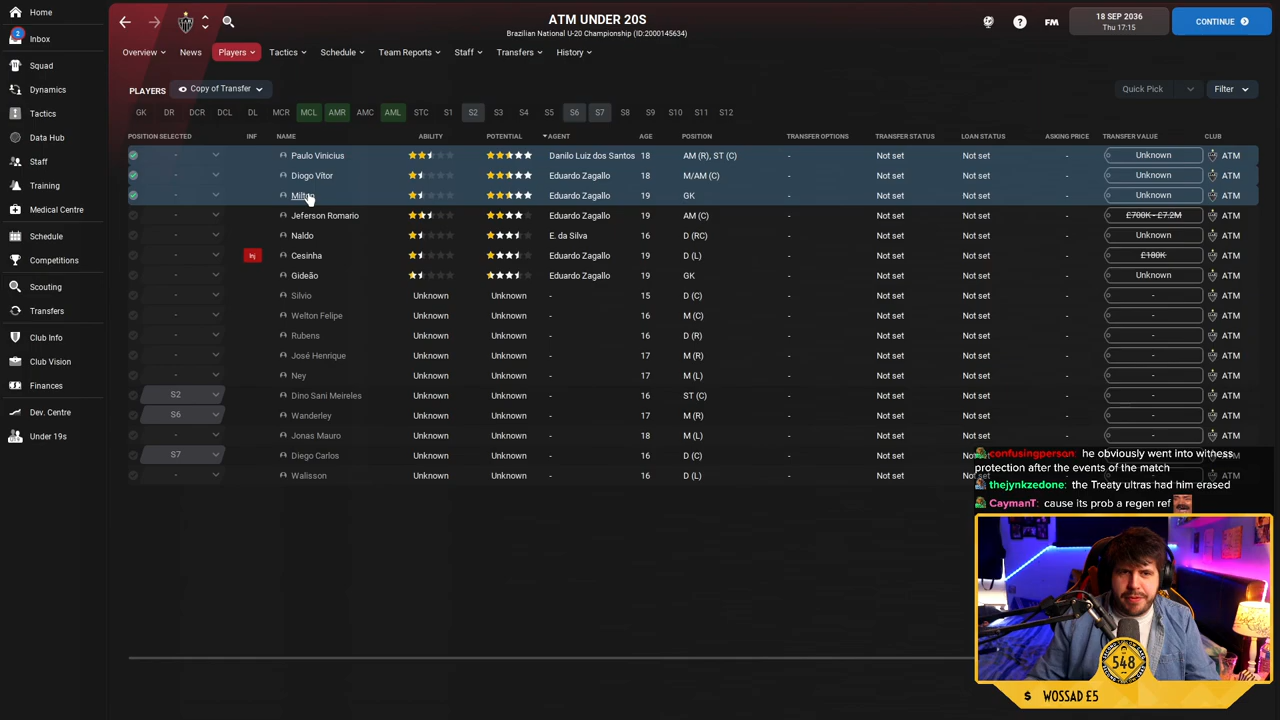 Home
2
Inbox
Squad
Dynamics
Tactics
Data Hub
Staff
Training
Medical Centre
Schedule
Competitions
Scouting
Transfers
Club Info
Club Vision
Finances
Dev. Centre
Under 19s
ATM UNDER 20S
Brazilian National U-20 Championship (ID:2000145634)
?
FM
18 SEP 2036
Thu 17:15
CONTINUE
Overview
News
Players
Tactics
Schedule
Team Reports
Staff
Transfers
History
PLAYERS Copy of Transfer
Quick Pick
Filter
GK DR DCR DCL DL MCR MCL AMR AMC AML STC S1 S2 S3 S4 S5 S6 S7 S8 S9 S10 S11 S12
POSITION SELECTED INF NAME ABILITY POTENTIAL AGENT AGE POSITION TRANSFER OPTIONS TRANSFER STATUS LOAN STATUS ASKING PRICE TRANSFER VALUE CLUB
- Paulo Vinicius Danilo Luiz dos Santos 18 AM (R), ST (C) - Not set Not set - Unknown ATM
- Diogo Vítor Eduardo Zagallo 18 M/AM (C) - Not set Not set - Unknown ATM
- Eduardo Zagallo 19 GK - Not set Not set - Unknown ATM
- Jeferson Romario Eduardo Zagallo 19 AM (C) - Not set Not set - £700K - £7.2M ATM
- Naldo E. da Silva 16 D (RC) - Not set Not set - Unknown ATM
- Inj Cesinha Eduardo Zagallo 19 D (L) - Not set Not set - £180K ATM
- Gideão Eduardo Zagallo 19 GK - Not set Not set - Unknown ATM
- Silvio Unknown Unknown - 15 D (C) - Not set Not set - - ATM
- Welton Felipe Unknown Unknown - 16 M (C) - Not set Not set - - ATM
- Rubens Unknown Unknown - 16 D (R) - Not set Not set - - ATM
- José Henrique Unknown Unknown - 17 M (R) - Not set Not set - - ATM
- Ney Unknown Unknown - 17 M (L) - Not set Not set - - ATM
S2 Dino Sani Meireles Unknown Unknown - 16 ST (C) - Not set Not set - - ATM
S6 Wanderley Unknown Unknown - 17 M (R) - Not set Not set - - ATM
- Jonas Mauro Unknown Unknown - 18 M (L) - Not set Not set - - ATM
S7 Diego Carlos Unknown Unknown - 16 D (C) - Not set
- Walisson Unknown Unknown - 16 D (L) - Not set
confusingperson: he obviously went into withess
protection after the events of the match
thejynkzedone: the Treaty ultras had him erased
CaymanT: cause its prob a regen ref
548
$ WOSSAD £5